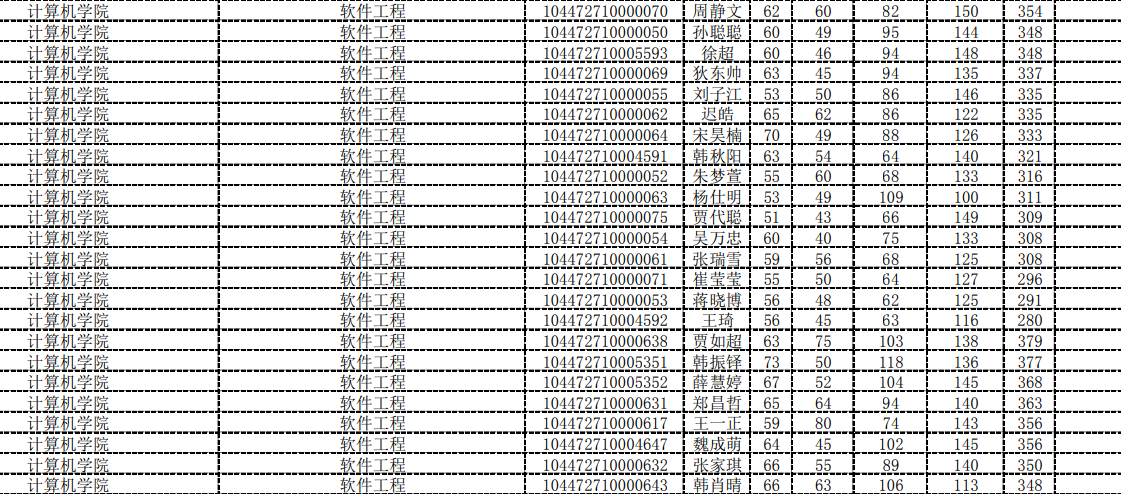 计算机学院 软件工程 104472710000070 周静文 62 60 82 150 354
计算机学院 软件工程 104472710000050 孙聪聪 60 49 95 144 348
计算机学院 软件工程 104472710005593 徐超 60 46 94 148 348
计算机学院 软件工程 104472710000069 狄东帅 63 45 94 135 337
计算机学院 软件工程 104472710000055 刘子江 53 50 86 146 335
计算机学院 软件工程 104472710000062 迟皓 65 62 86 122 335
计算机学院 软件工程 104472710000064 宋昊楠 70 49 88 126 333
计算机学院 软件工程 104472710004591 韩秋阳 63 54 64 140 321
计算机学院 软件工程 104472710000052 朱梦萱 55 60 68 133 316
计算机学院 软件工程 104472710000063 杨仕明 53 49 109 100 311
计算机学院 软件工程 104472710000075 贾代聪 51 43 66 149 309
计算机学院 软件工程 104472710000054 吴万忠 60 40 75 133 308
计算机学院 软件工程 104472710000061 张瑞雪 59 56 68 125 308
计算机学院 软件工程 104472710000071 崔莹莹 55 50 64 127 296
计算机学院 软件工程 104472710000053 蒋晓博 56 48 62 125 291
计算机学院 软件工程 104472710004592 王琦 56 45 63 116 280
计算机学院 软件工程 104472710000638 贾如超 63 75 103 138 379
计算机学院 软件工程 104472710005351 韩振铎 73 50 118 136 377
计算机学院 软件工程 104472710005352 薛慧婷 67 52 104 145 368
计算机学院 软件工程 104472710000631 郑昌哲 65 64 94 140 363
计算机学院 软件工程 104472710000617 王一正 59 80 74 143 356
计算机学院 软件工程 104472710004647 魏成萌 64 45 102 145 356
计算机学院 软件工程 104472710000632 张家琪 66 55 89 140 350
计算机学院 软件工程 104472710000643 韩肖晴 66 63 106 113 348